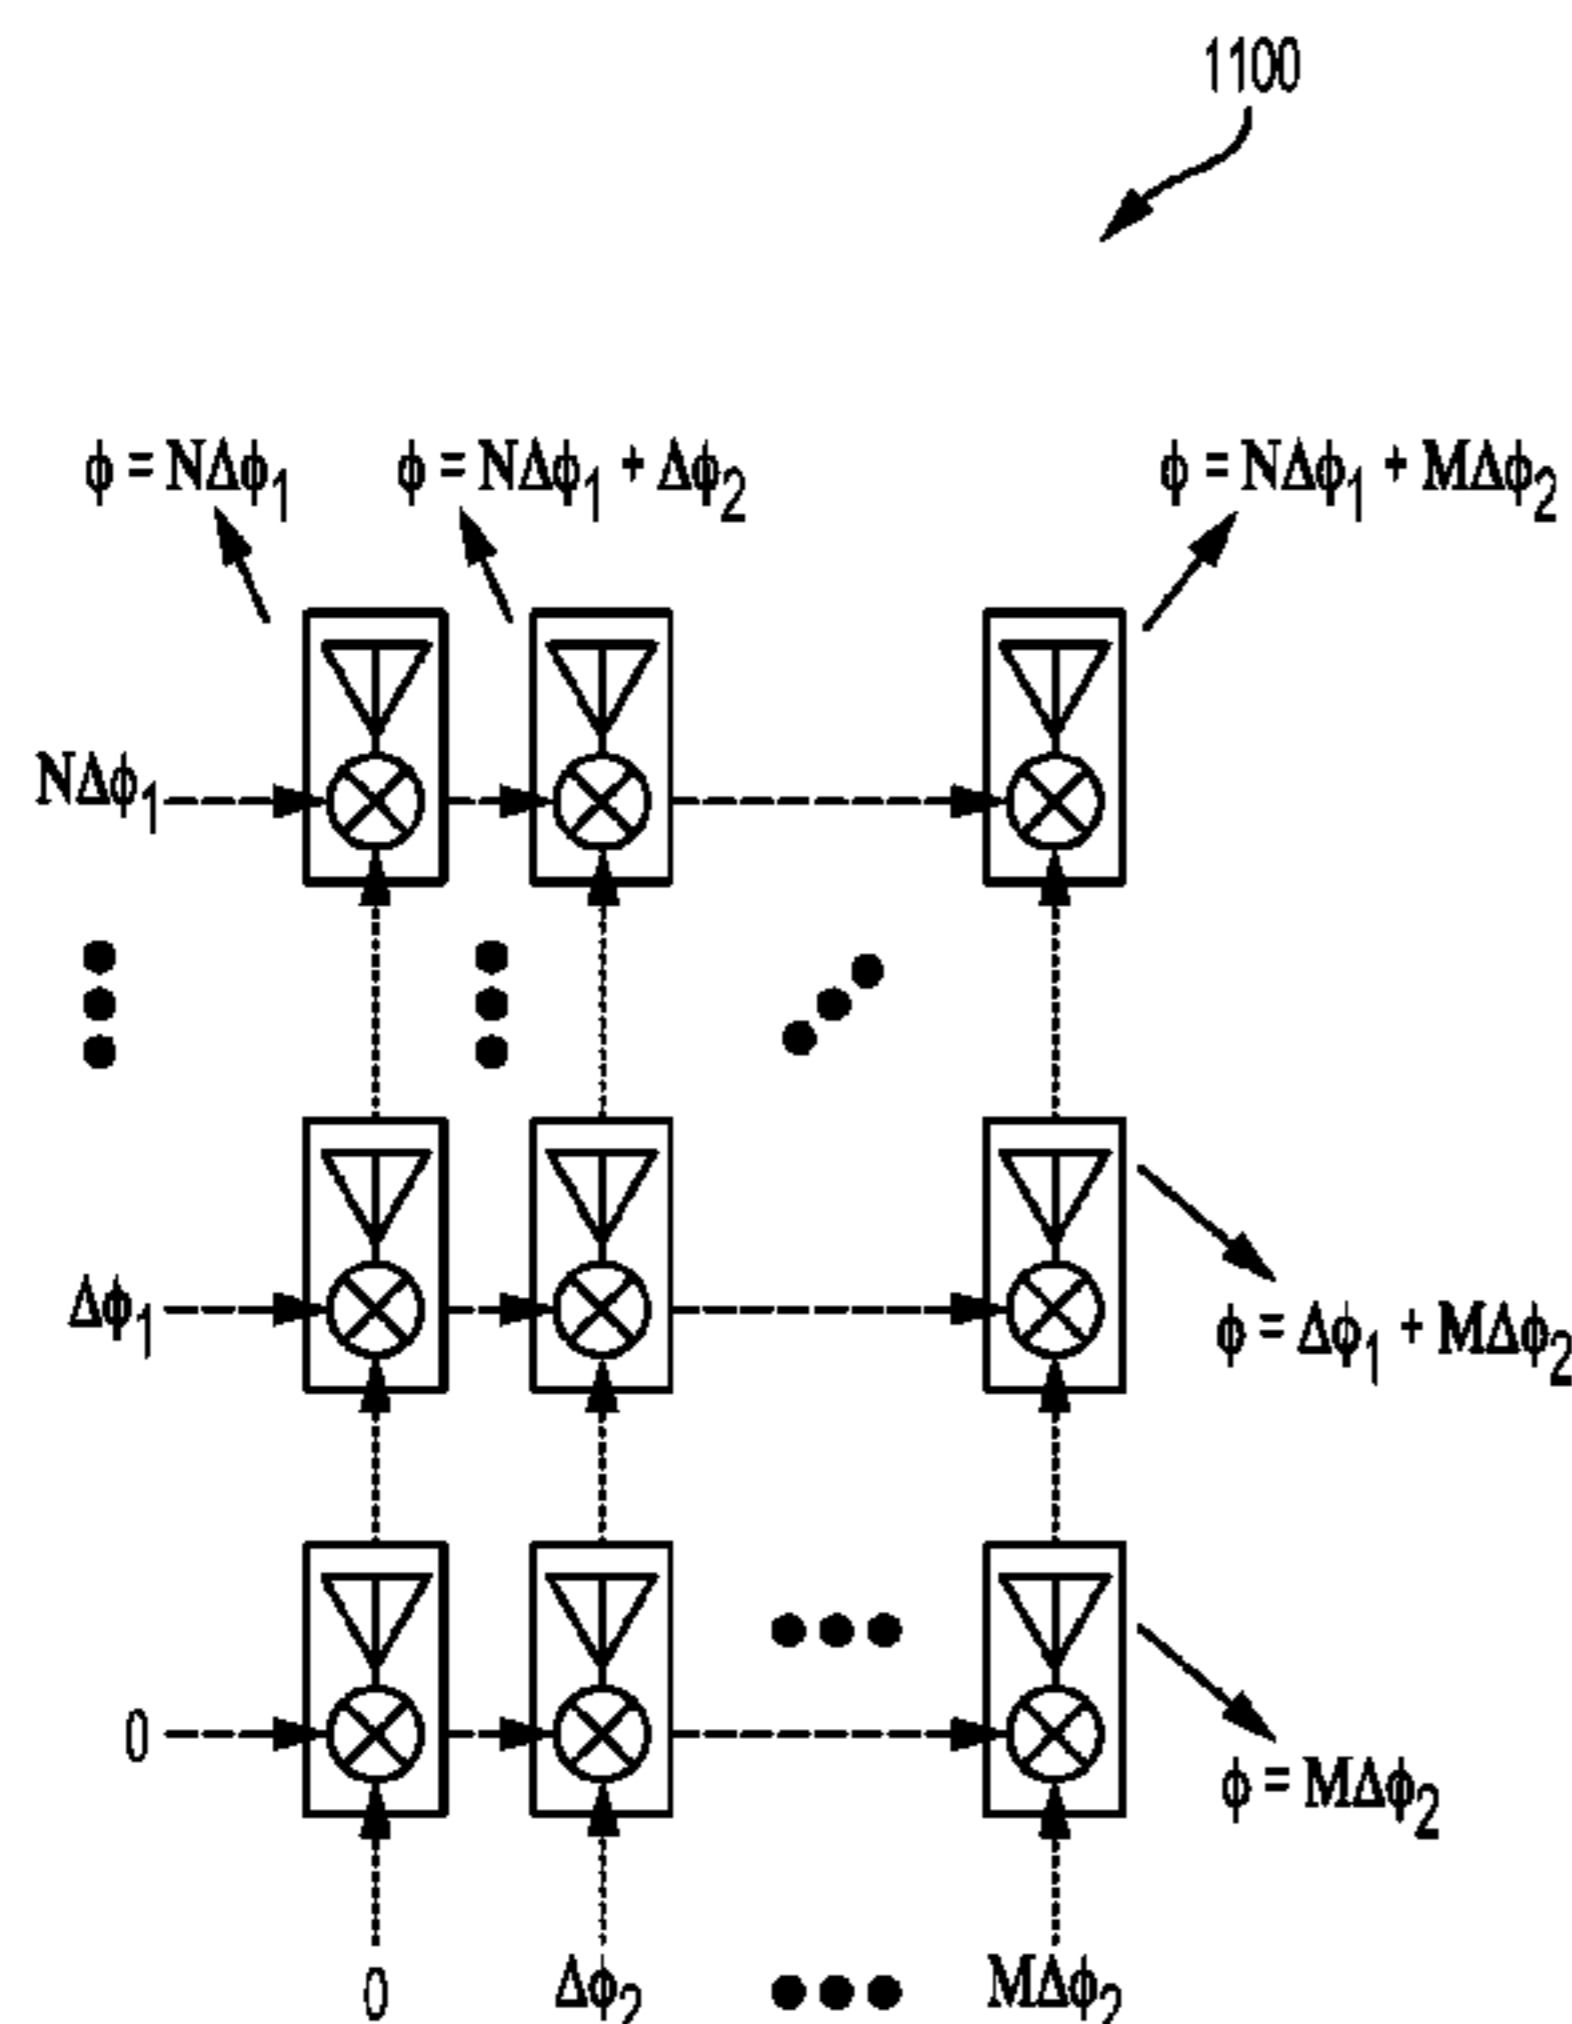 1100
ϕ = NΔϕ₁ ϕ = NΔϕ₁ + Δϕ₂ ϕ = NΔϕ₁ + MΔϕ₂
NΔϕ₁
Δϕ₁
ϕ = Δϕ₁ + MΔϕ₂
0
ϕ = MΔϕ₂
0 Δϕ₂ MΔϕ₂